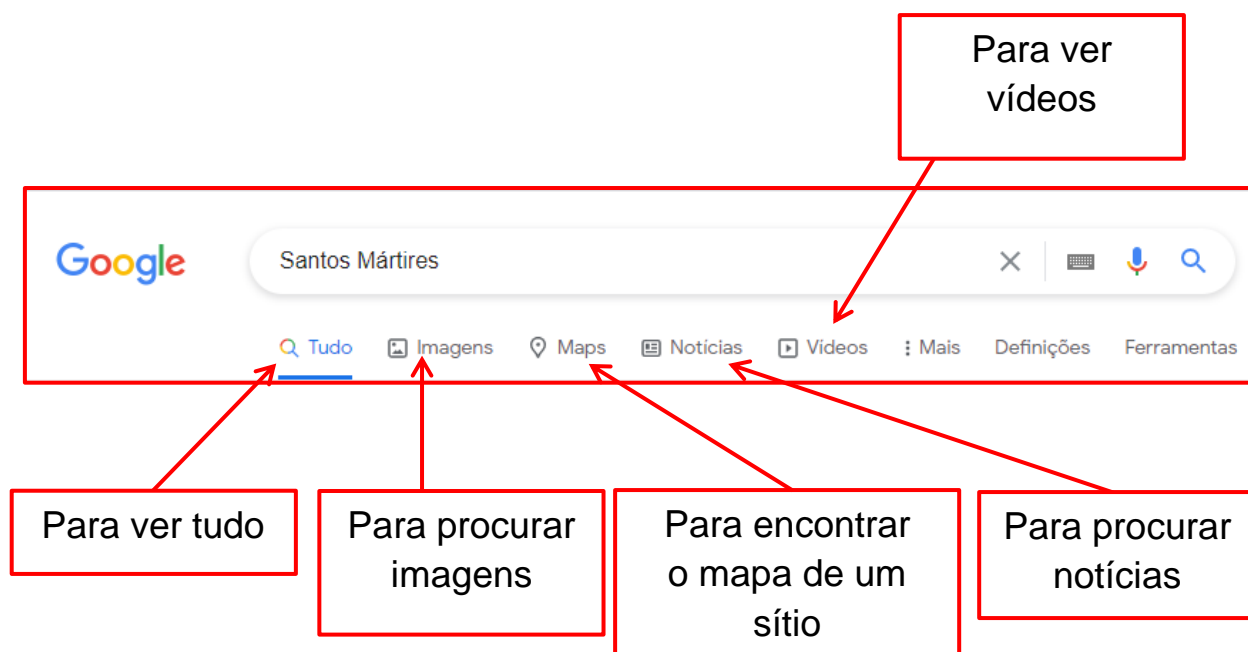 Para ver
vídeos
Google
Santos Mártires
Tudo Imagens Maps Notícias Vídeos Mais Definições Ferramentas
Para ver tudo
Para procurar
imagens
Para encontrar
o mapa de um
sítio
Para procurar
notícias